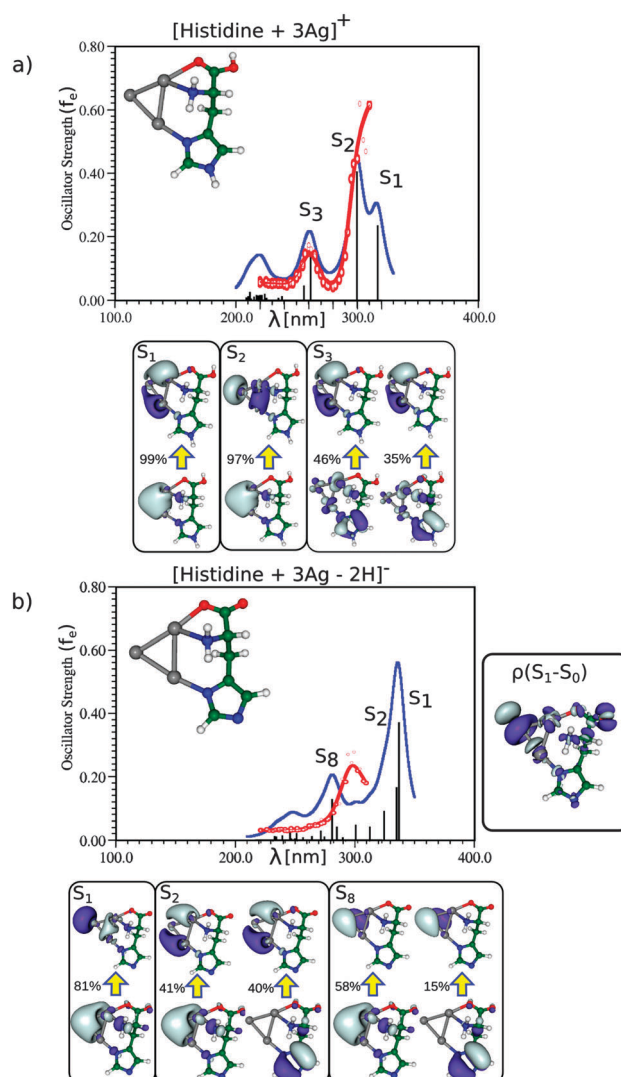 [Histidine + 3Ag]⁺
a)
Oscillator Strength (fₑ)
0.80
0.60
0.40
0.20
0.00
S₃
S₂
S₁
100.0 200.0 300.0 400.0
λ[nm]
S₁ S₂ S₃
99% 97% 46% 35%
[Histidine + 3Ag - 2H]⁻
b)
Oscillator Strength (fₑ)
0.80
0.60
0.40
0.20
0.00
S₈
S₂
S₁
100.0 200.0 300.0 400.0
λ[nm]
ρ(S₁-S₀)
S₁ S₂ S₈
81% 41% 40% 58% 15%